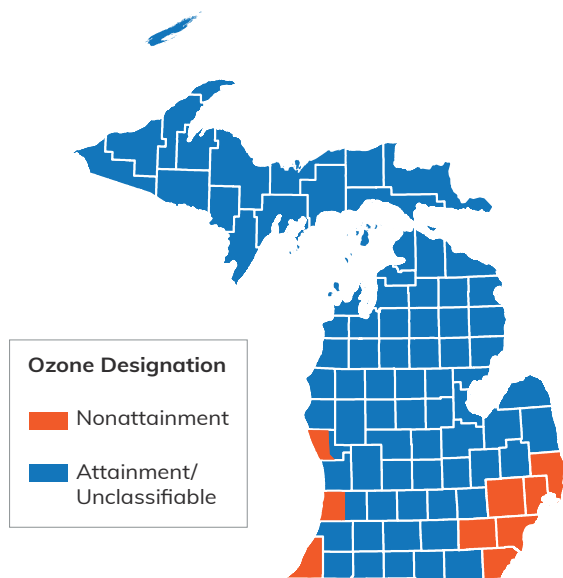 Ozone Designation
Nonattainment
Attainment/
Unclassifiable